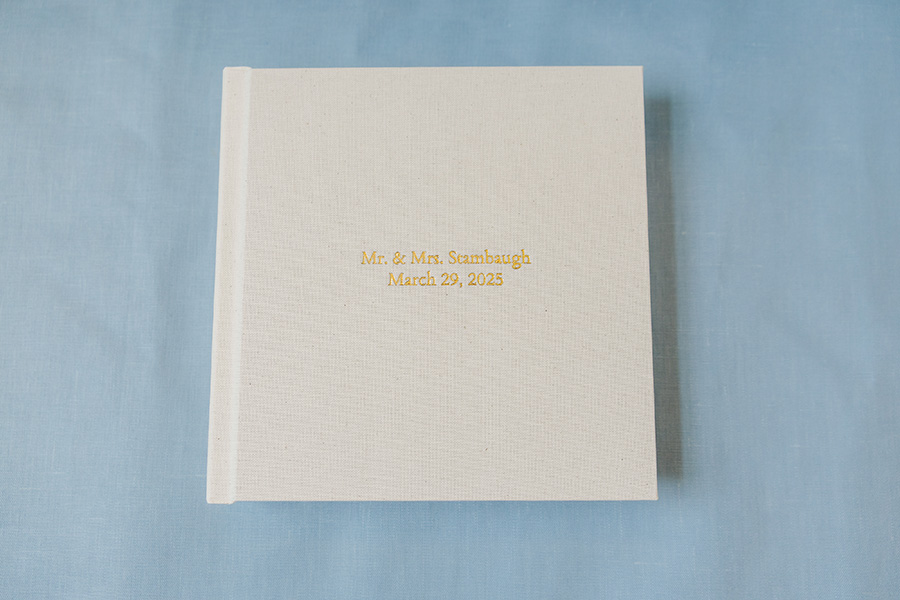 Mr. & Mrs. Stambaugh
March 29, 2025